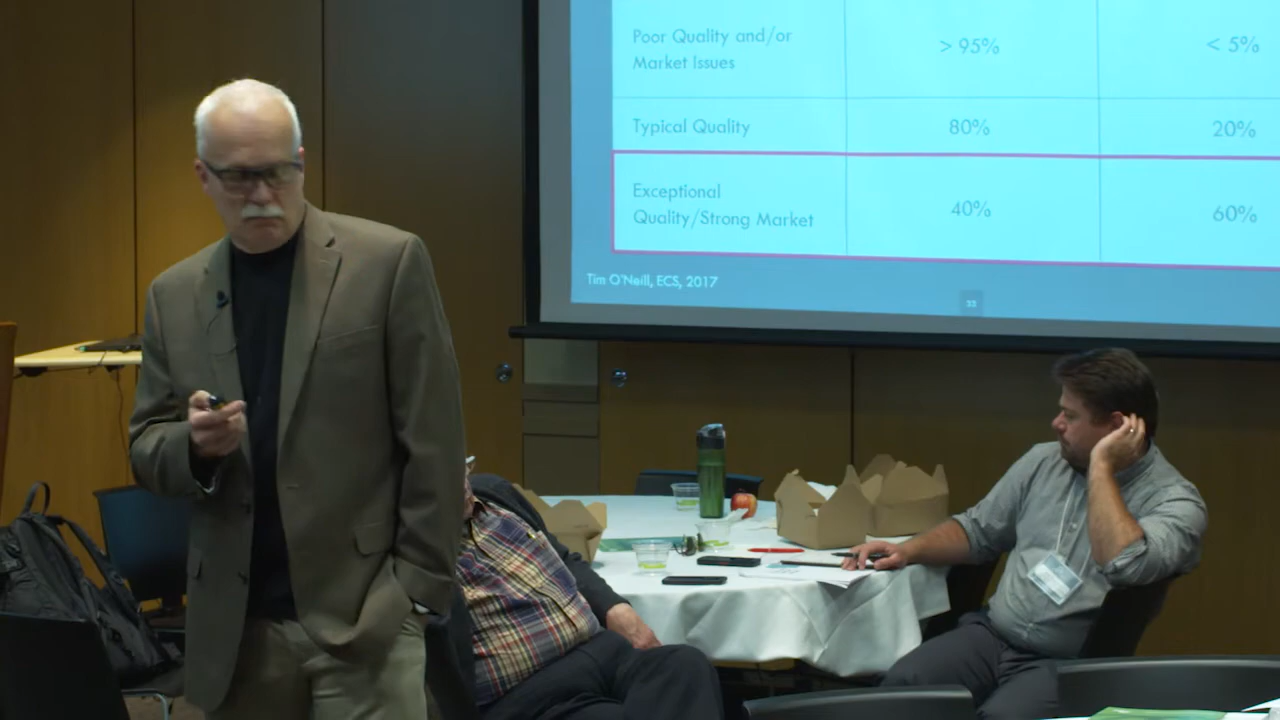 Poor Quality and/or
Market Issues
> 95%
< 5%
Typical Quality
80%
20%
Exceptional
Quality/Strong Market
40%
60%
Tim O'Neill, ECS, 2017